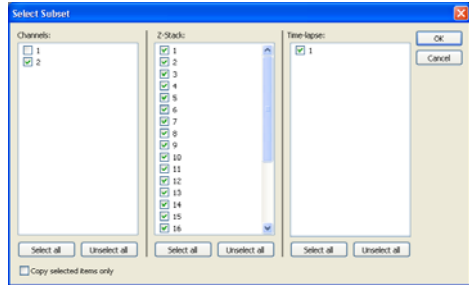 Select Subset
Channels:
1
2
Z-Stack:
1
2
3
4
5
6
7
8
9
10
11
12
13
14
15
16
Time-lapse:
1
OK
Cancel
Select all
Unselect all
Select all
Unselect all
Select all
Unselect all
Copy selected items only